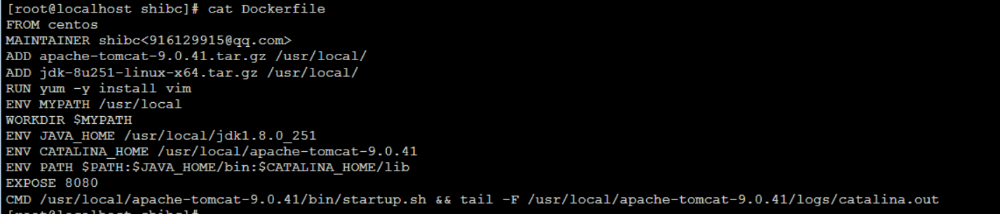 [root@localhost shibc]# cat Dockerfile
FROM centos
MAINTAINER shibc<916129915@qq.com>
ADD apache-tomcat-9.0.41.tar.gz /usr/local/
ADD jdk-8u251-linux-x64.tar.gz /usr/local/
RUN yum -y install vim
ENV MYPATH /usr/local
WORKDIR $MYPATH
ENV JAVA_HOME /usr/local/jdk1.8.0_251
ENV CATALINA_HOME /usr/local/apache-tomcat-9.0.41
ENV PATH $PATH:$JAVA_HOME/bin:$CATALINA_HOME/lib
EXPOSE 8080
CMD /usr/local/apache-tomcat-9.0.41/bin/startup.sh && tail -F /usr/local/apache-tomcat-9.0.41/logs/catalina.out
[root@localhost shibc]#